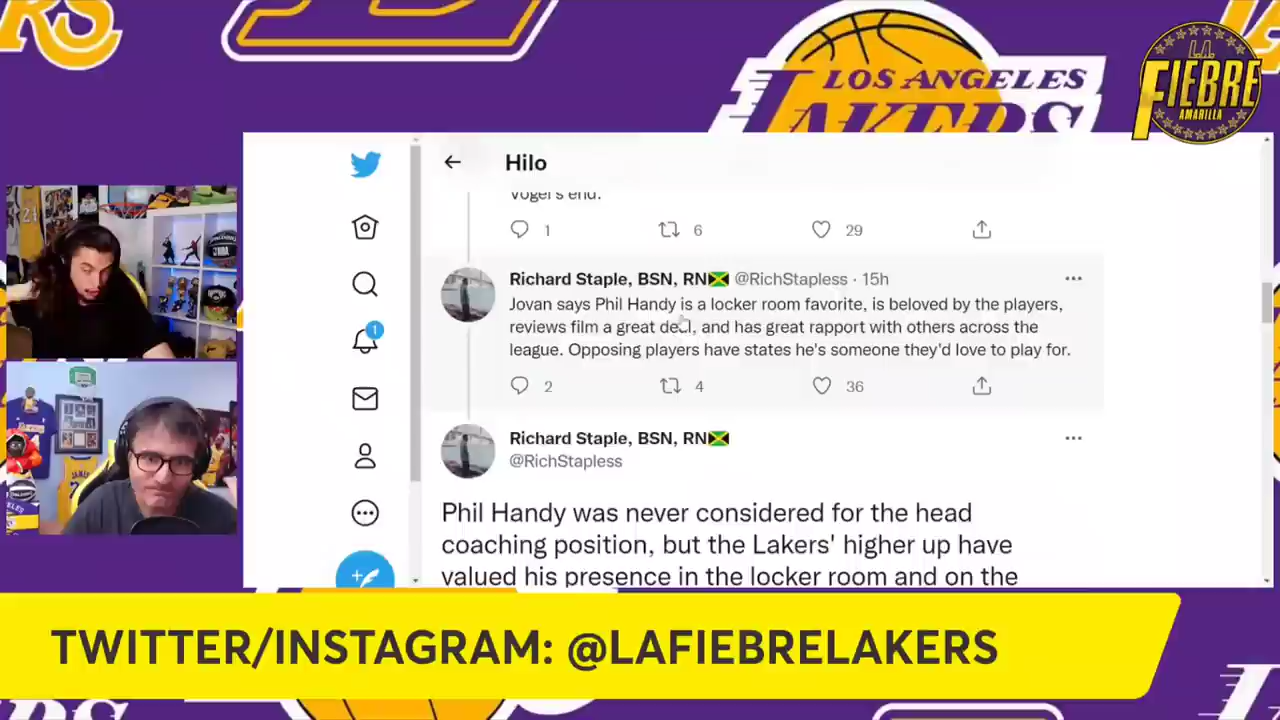 LOS ANGELES
LAKERS
L.A.
FIEBRE
AMARILLA
Hilo
Vogel's end.
1 6 29
Richard Staple, BSN, RN🇯🇲 @RichStapless · 15h
Jovan says Phil Handy is a locker room favorite, is beloved by the players,
reviews film a great deal, and has great rapport with others across the
league. Opposing players have states he's someone they'd love to play for.
2 4 36
Richard Staple, BSN, RN🇯🇲
@RichStapless
Phil Handy was never considered for the head
coaching position, but the Lakers' higher up have
valued his presence in the locker room and on the
1
TWITTER/INSTAGRAM: @LAFIEBRELAKERS